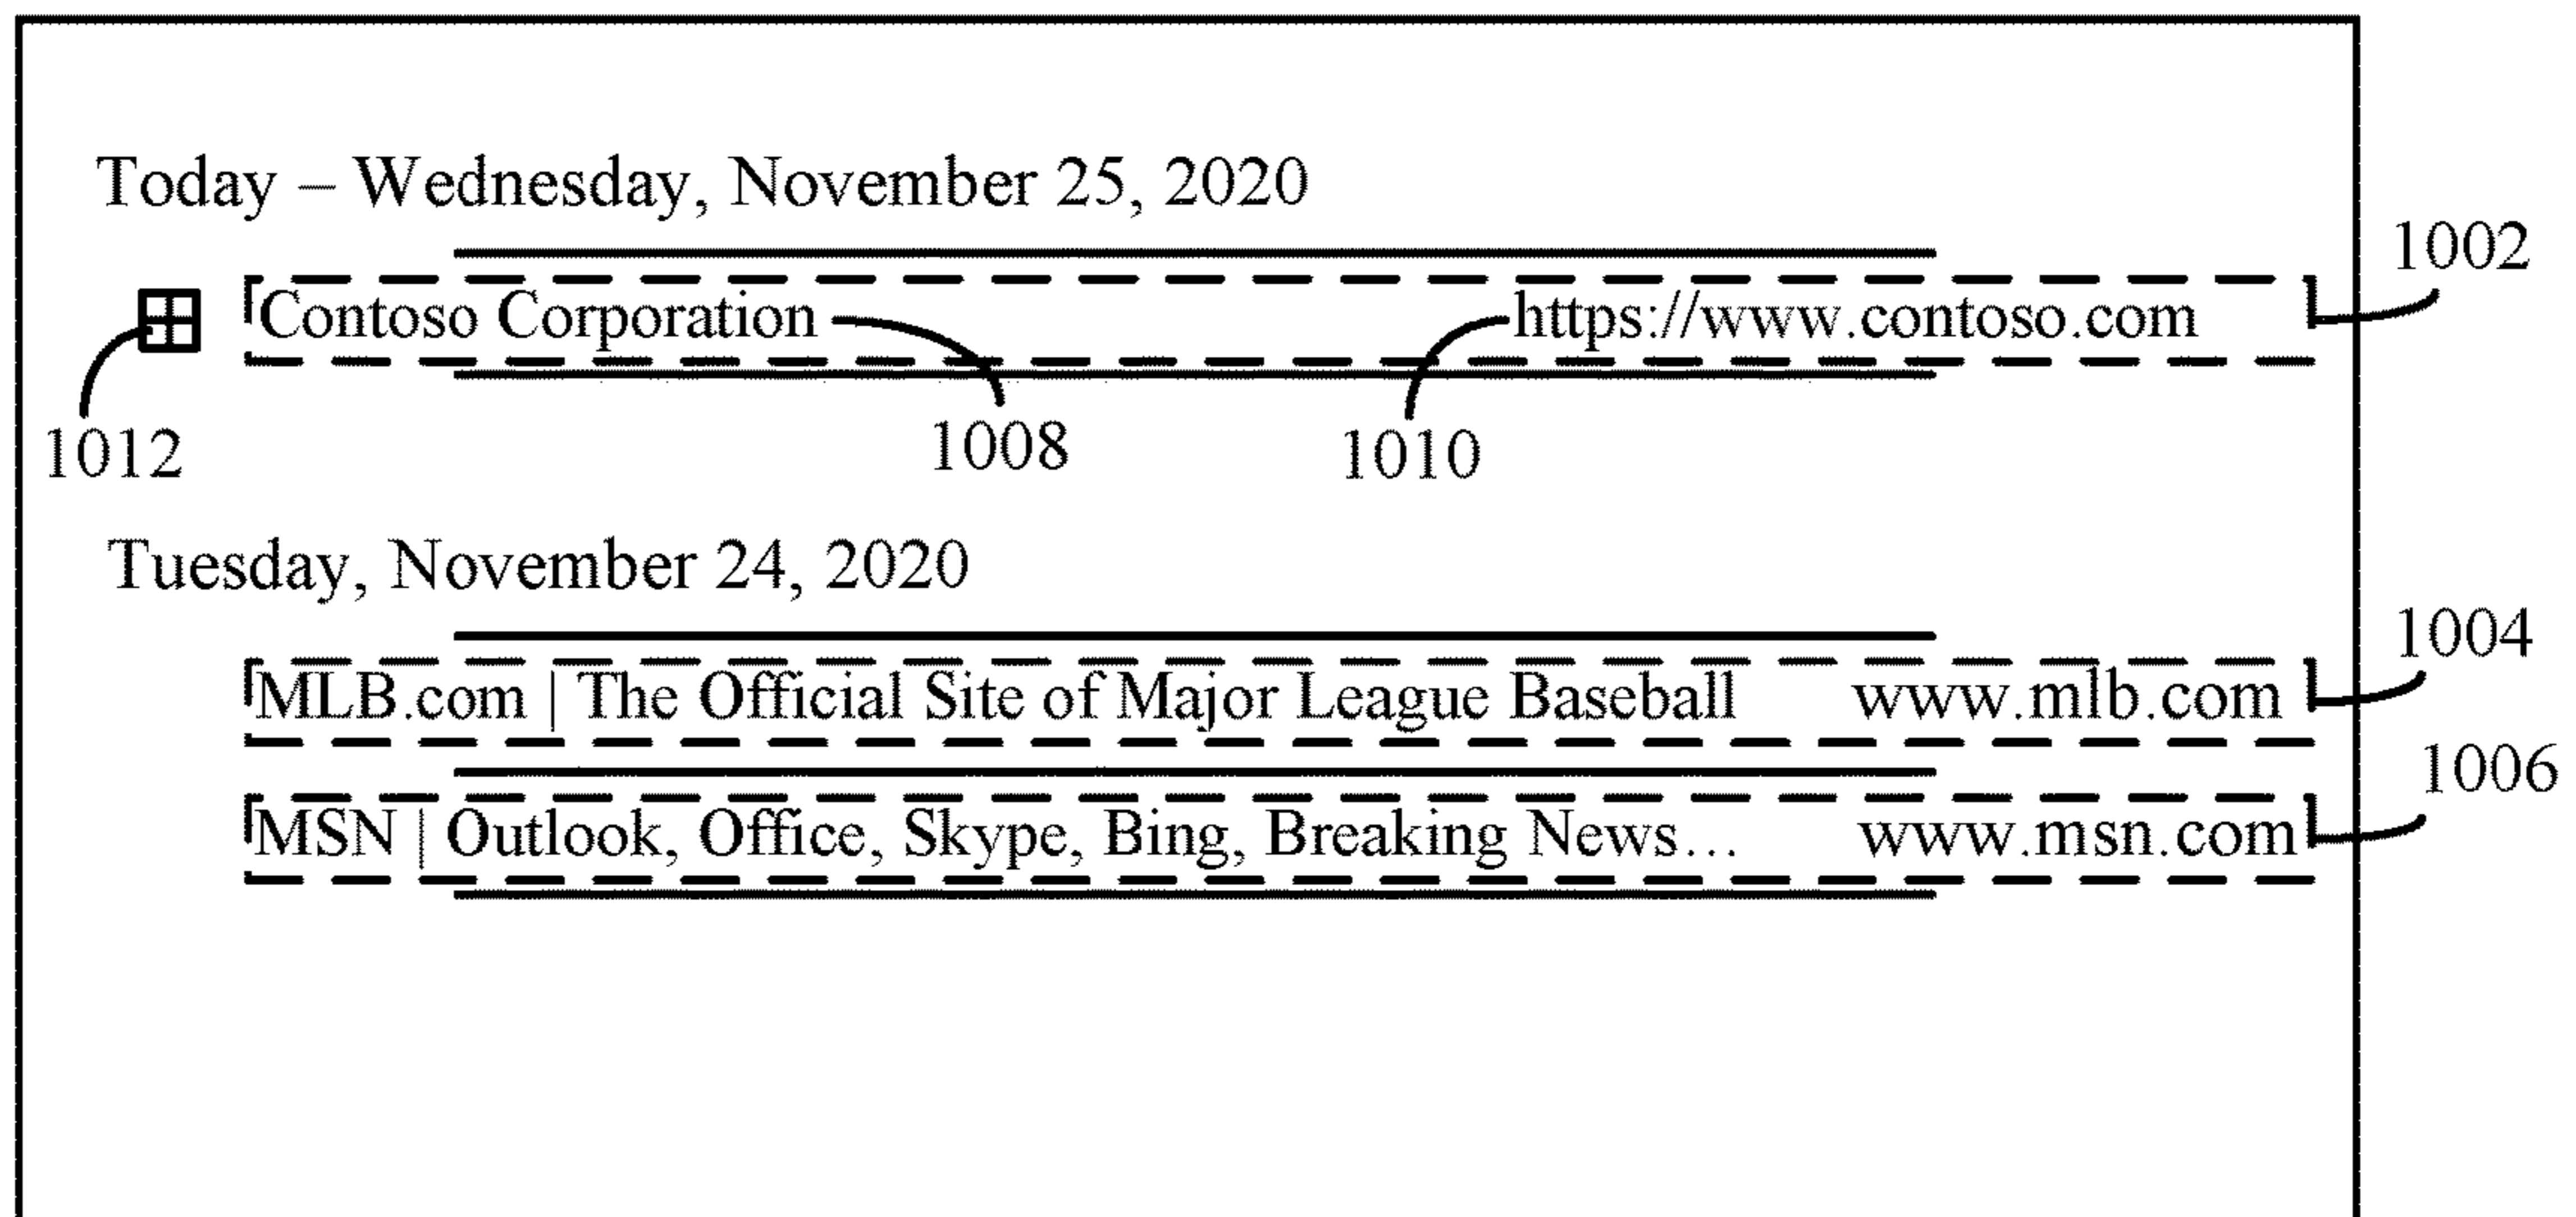 Today – Wednesday, November 25, 2020
1002
Contoso Corporation https://www.contoso.com
1012 1008 1010
Tuesday, November 24, 2020
1004
MLB.com | The Official Site of Major League Baseball www.mlb.com
1006
MSN | Outlook, Office, Skype, Bing, Breaking News… www.msn.com